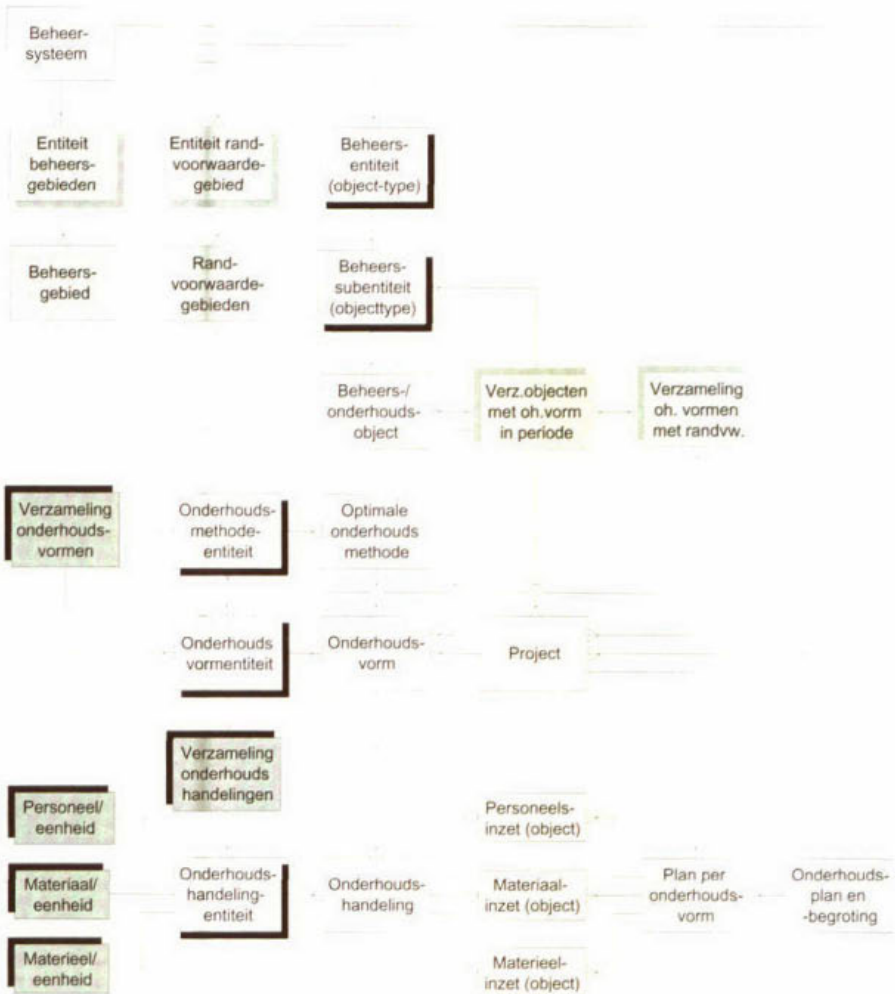 Beheer-
systeem
Entiteit
beheers-
gebieden
Entiteit rand-
voorwaarde-
gebied
Beheers-
entiteit
(object-type)
Beheers-
gebied
Rand-
voorwaarde-
gebieden
Beheers-
subentiteit
(objecttype)
Beheers-/
onderhouds-
object
Verz.objecten
met oh.vorm
in periode
Verzameling
oh. vormen
met randvw.
Verzameling
onderhouds-
vormen
Onderhouds-
methode-
entiteit
Optimale
onderhouds
methode
Onderhouds
vormentiteit
Onderhouds-
vorm
Project
Verzameling
onderhouds
handelingen
Personeel/
eenheid
Personeels-
inzet (object)
Materiaal/
eenheid
Onderhouds-
handeling-
entiteit
Onderhouds-
handeling
Materiaal-
inzet (object)
Plan per
onderhouds-
vorm
Onderhouds-
plan en
-begroting
Materieel/
eenheid
Materieel-
inzet (object)